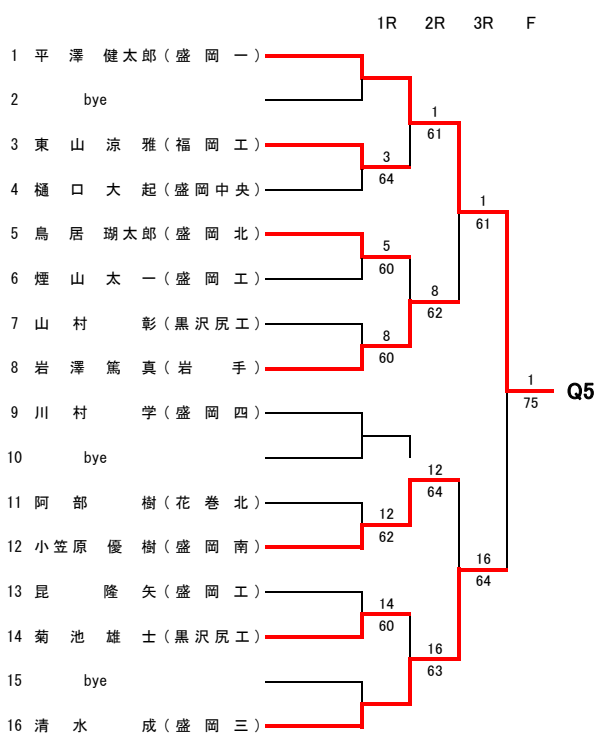 1R 2R 3R F
1 平澤健太郎(盛岡一)
2 bye
1
61
3 東山涼雅(福岡工)
3
64
4 樋口大起(盛岡中央)
1
61
5 鳥居瑚太郎(盛岡北)
5
60
6 煙山太一(盛岡工)
8
62
7 山村彰(黒沢尻工)
8
60
8 岩澤篤真(岩手)
1
75
Q5
9 川村学(盛岡四)
10 bye
12
64
11 阿部樹(花巻北)
12
62
12 小笠原優樹(盛岡南)
16
64
13 昆隆矢(盛岡工)
14
60
14 菊池雄士(黒沢尻工)
16
63
15 bye
16 清水成(盛岡三)